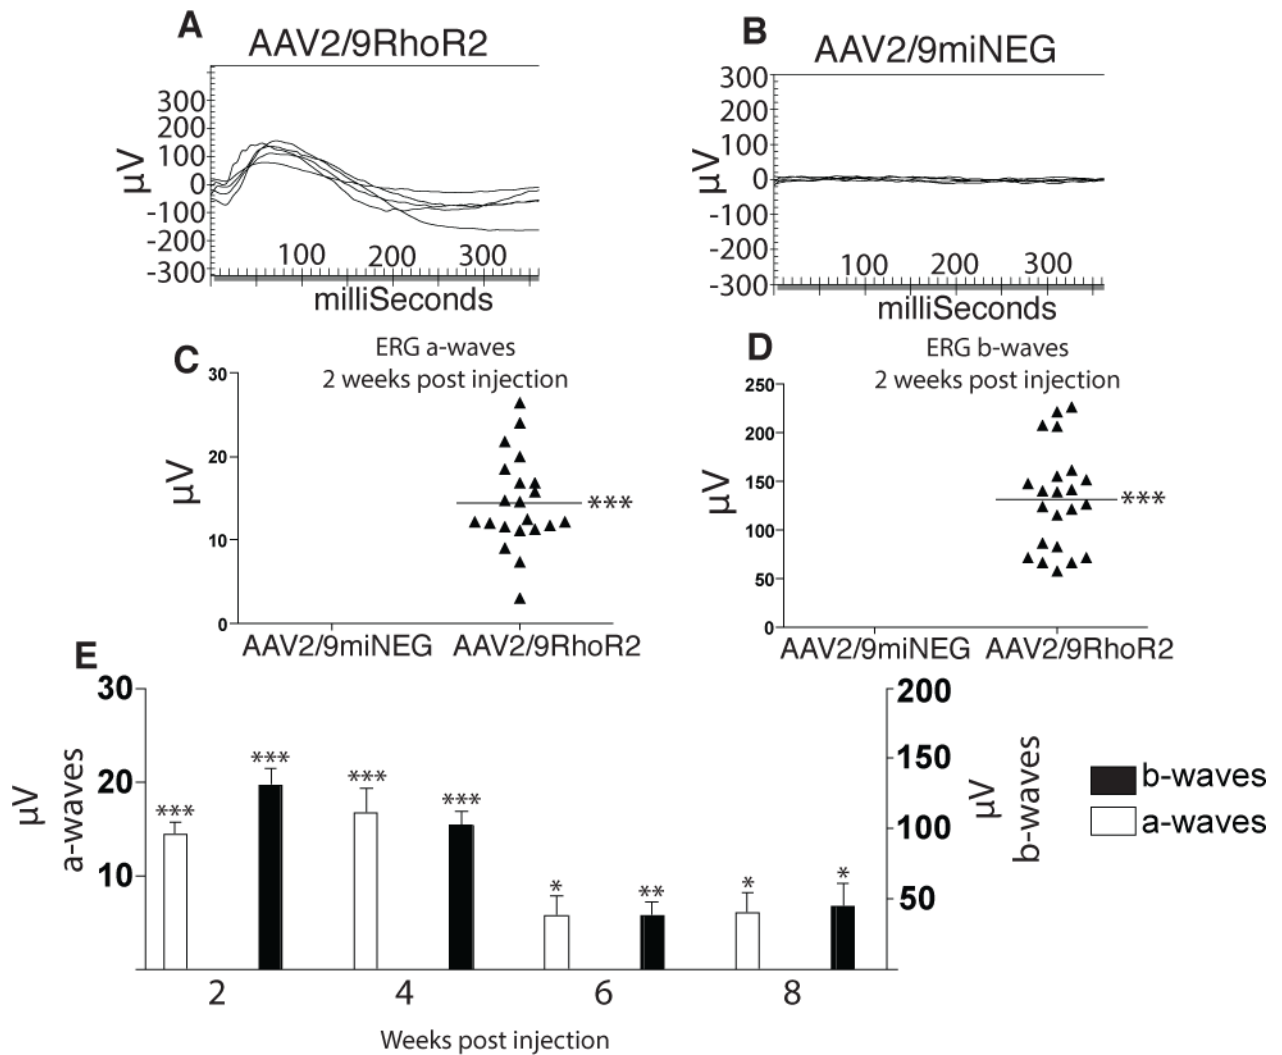 A
AAV2/9RhoR2
300
200
100
0
-100
-200
-300
µV
100 200 300
milliSeconds
B
AAV2/9miNEG
300
200
100
0
-100
-200
-300
µV
100 200 300
milliSeconds
C
ERG a-waves
2 weeks post injection
30
20
10
0
µV
***
AAV2/9miNEG AAV2/9RhoR2
D
ERG b-waves
2 weeks post injection
250
200
150
100
50
0
µV
***
AAV2/9miNEG AAV2/9RhoR2
E
30
20
10
µV
a-waves
*** *** *** *** * ** * *
200
150
100
50
µV
b-waves
2 4 6 8
Weeks post injection
b-waves
a-waves